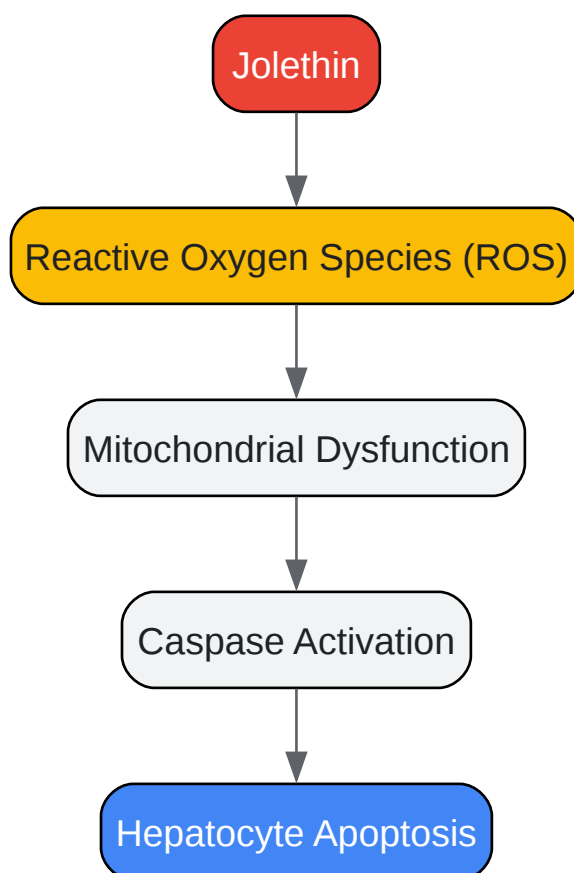 Jolethin
Reactive Oxygen Species (ROS)
Mitochondrial Dysfunction
Caspase Activation
Hepatocyte Apoptosis